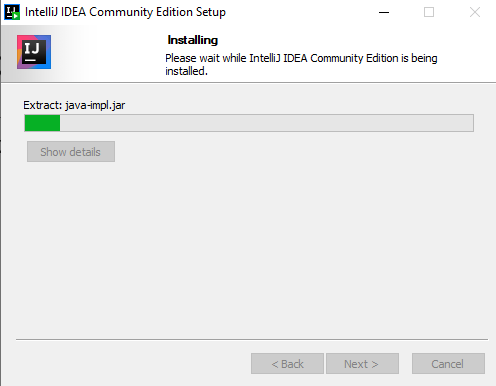 IntelliJ IDEA Community Edition Setup
IJ
Installing
Please wait while IntelliJ IDEA Community Edition is being
installed.
Extract: java-impl.jar
Show details
< Back
Next >
Cancel